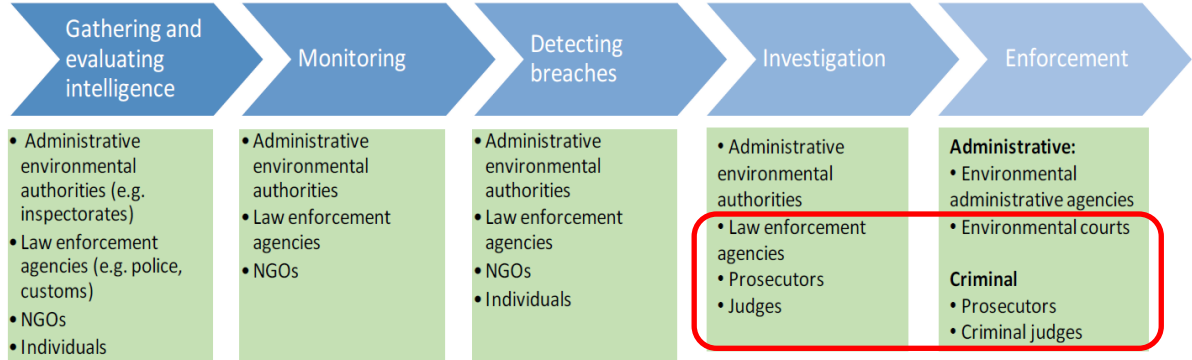 Gathering and
evaluating
intelligence
Monitoring
Detecting
breaches
Investigation
Enforcement
• Administrative
environmental
authorities (e.g.
inspectorates)
• Law enforcement
agencies (e.g. police,
customs)
• NGOs
• Individuals
• Administrative
environmental
authorities
• Law enforcement
agencies
• NGOs
• Administrative
environmental
authorities
• Law enforcement
agencies
• NGOs
• Individuals
• Administrative
environmental
authorities
• Law enforcement
agencies
• Prosecutors
• Judges
Administrative:
• Environmental
administrative agencies
• Environmental courts
Criminal
• Prosecutors
• Criminal judges